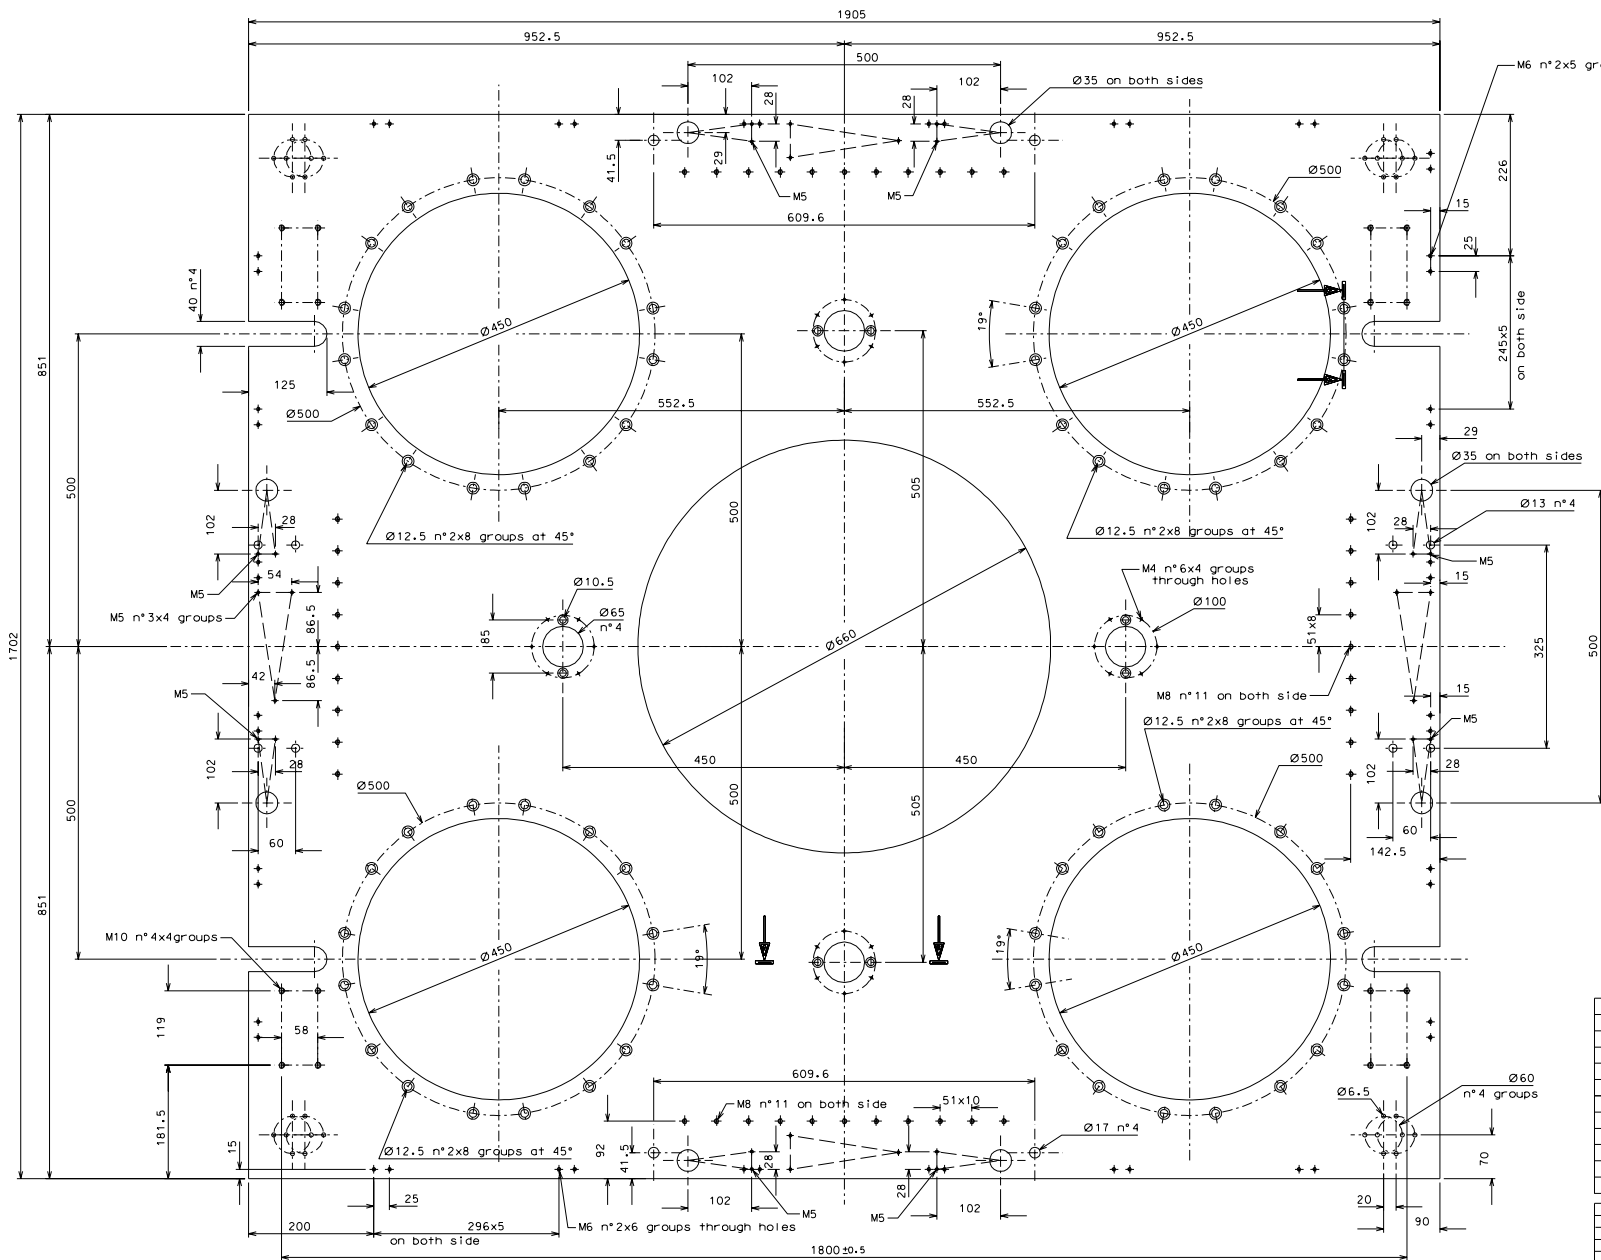 1905
952.5
952.5
500
102
102
28
28
Ø35 on both sides
M6 n°2x5
41.5
29
M5
M5
609.6
Ø500
226
15
25
40 n°4
Ø450
Ø450
19°
245x5
on both side
851
125
Ø500
552.5
552.5
29
Ø35 on both sides
500
102
28
Ø12.5 n°2x8 groups at 45°
500
505
Ø12.5 n°2x8 groups at 45°
102
28
Ø13 n°4
M5
54
M5
M5 n°3x4 groups
86.5
Ø10.5
Ø65
n°4
85
M4 n°6x4 groups
through holes
Ø100
15
51x8
1702
Ø660
325
500
42
86.5
M5
M8 n°11 on both side
15
M5
Ø12.5 n°2x8 groups at 45°
102
28
450
450
Ø500
Ø500
102
28
500
500
505
60
60
142.5
851
M10 n°4x4groups
Ø450
19°
19°
Ø450
119
58
609.6
Ø60
n°4 groups
Ø6.5
M8 n°11 on both side
51x10
181.5
15
Ø12.5 n°2x8 groups at 45°
92
41.5
28
28
Ø17 n°4
70
25
102
M5
M5
102
20
90
200
296x5
on both side
M6 n°2x6 groups through holes
1800±0.5